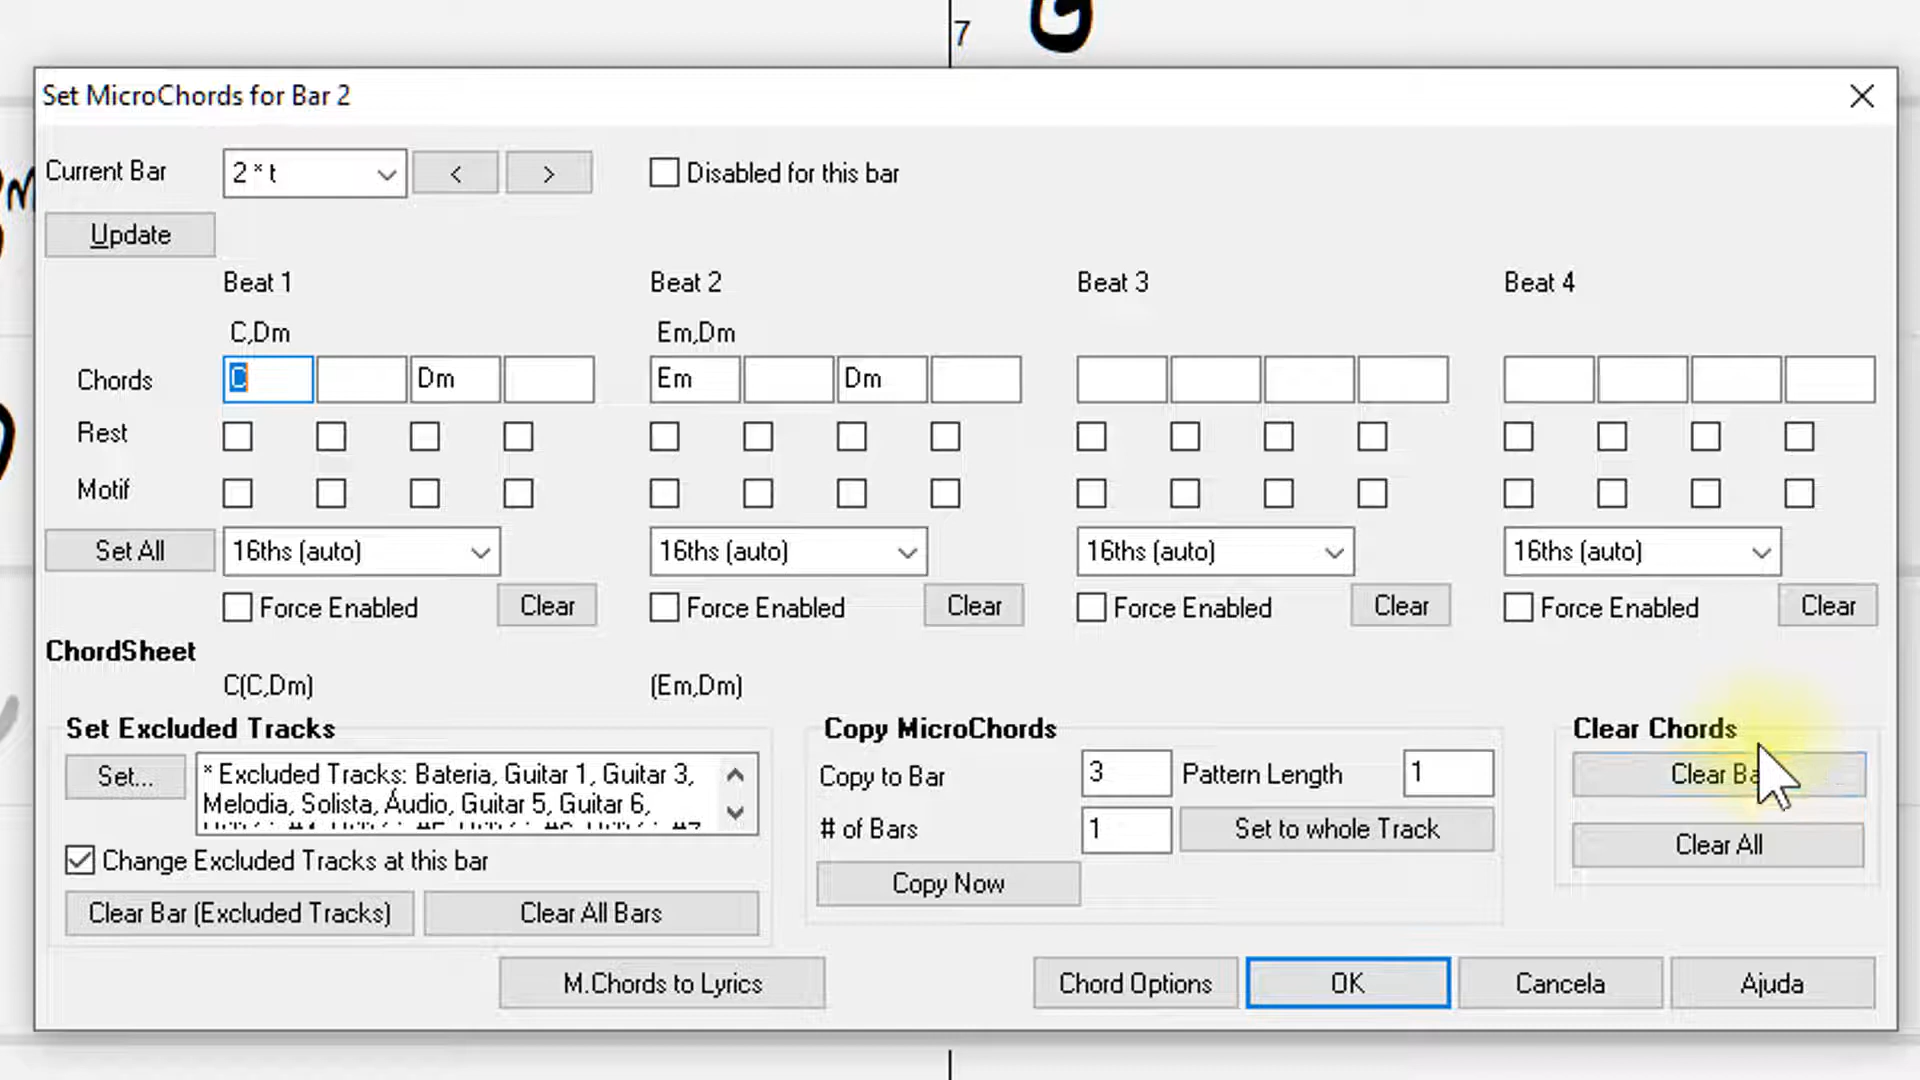 7 G
Set MicroChords for Bar 2
Current Bar 2 * t < > Disabled for this bar
Update
Beat 1 Beat 2 Beat 3 Beat 4
C,Dm Em,Dm
Chords C Dm Em Dm
Rest
Motif
Set All 16ths (auto) 16ths (auto) 16ths (auto) 16ths (auto)
Force Enabled Clear Force Enabled Clear Force Enabled Clear Force Enabled Clear
ChordSheet
C(C,Dm) (Em,Dm)
Set Excluded Tracks
Set...
* Excluded Tracks: Bateria, Guitar 1, Guitar 3,
Melodia, Solista, Áudio, Guitar 5, Guitar 6,
Change Excluded Tracks at this bar
Clear Bar (Excluded Tracks) Clear All Bars
Copy MicroChords
Copy to Bar 3 Pattern Length 1
# of Bars 1 Set to whole Track
Copy Now
Clear Chords
Clear Ba
Clear All
M.Chords to Lyrics Chord Options OK Cancela Ajuda